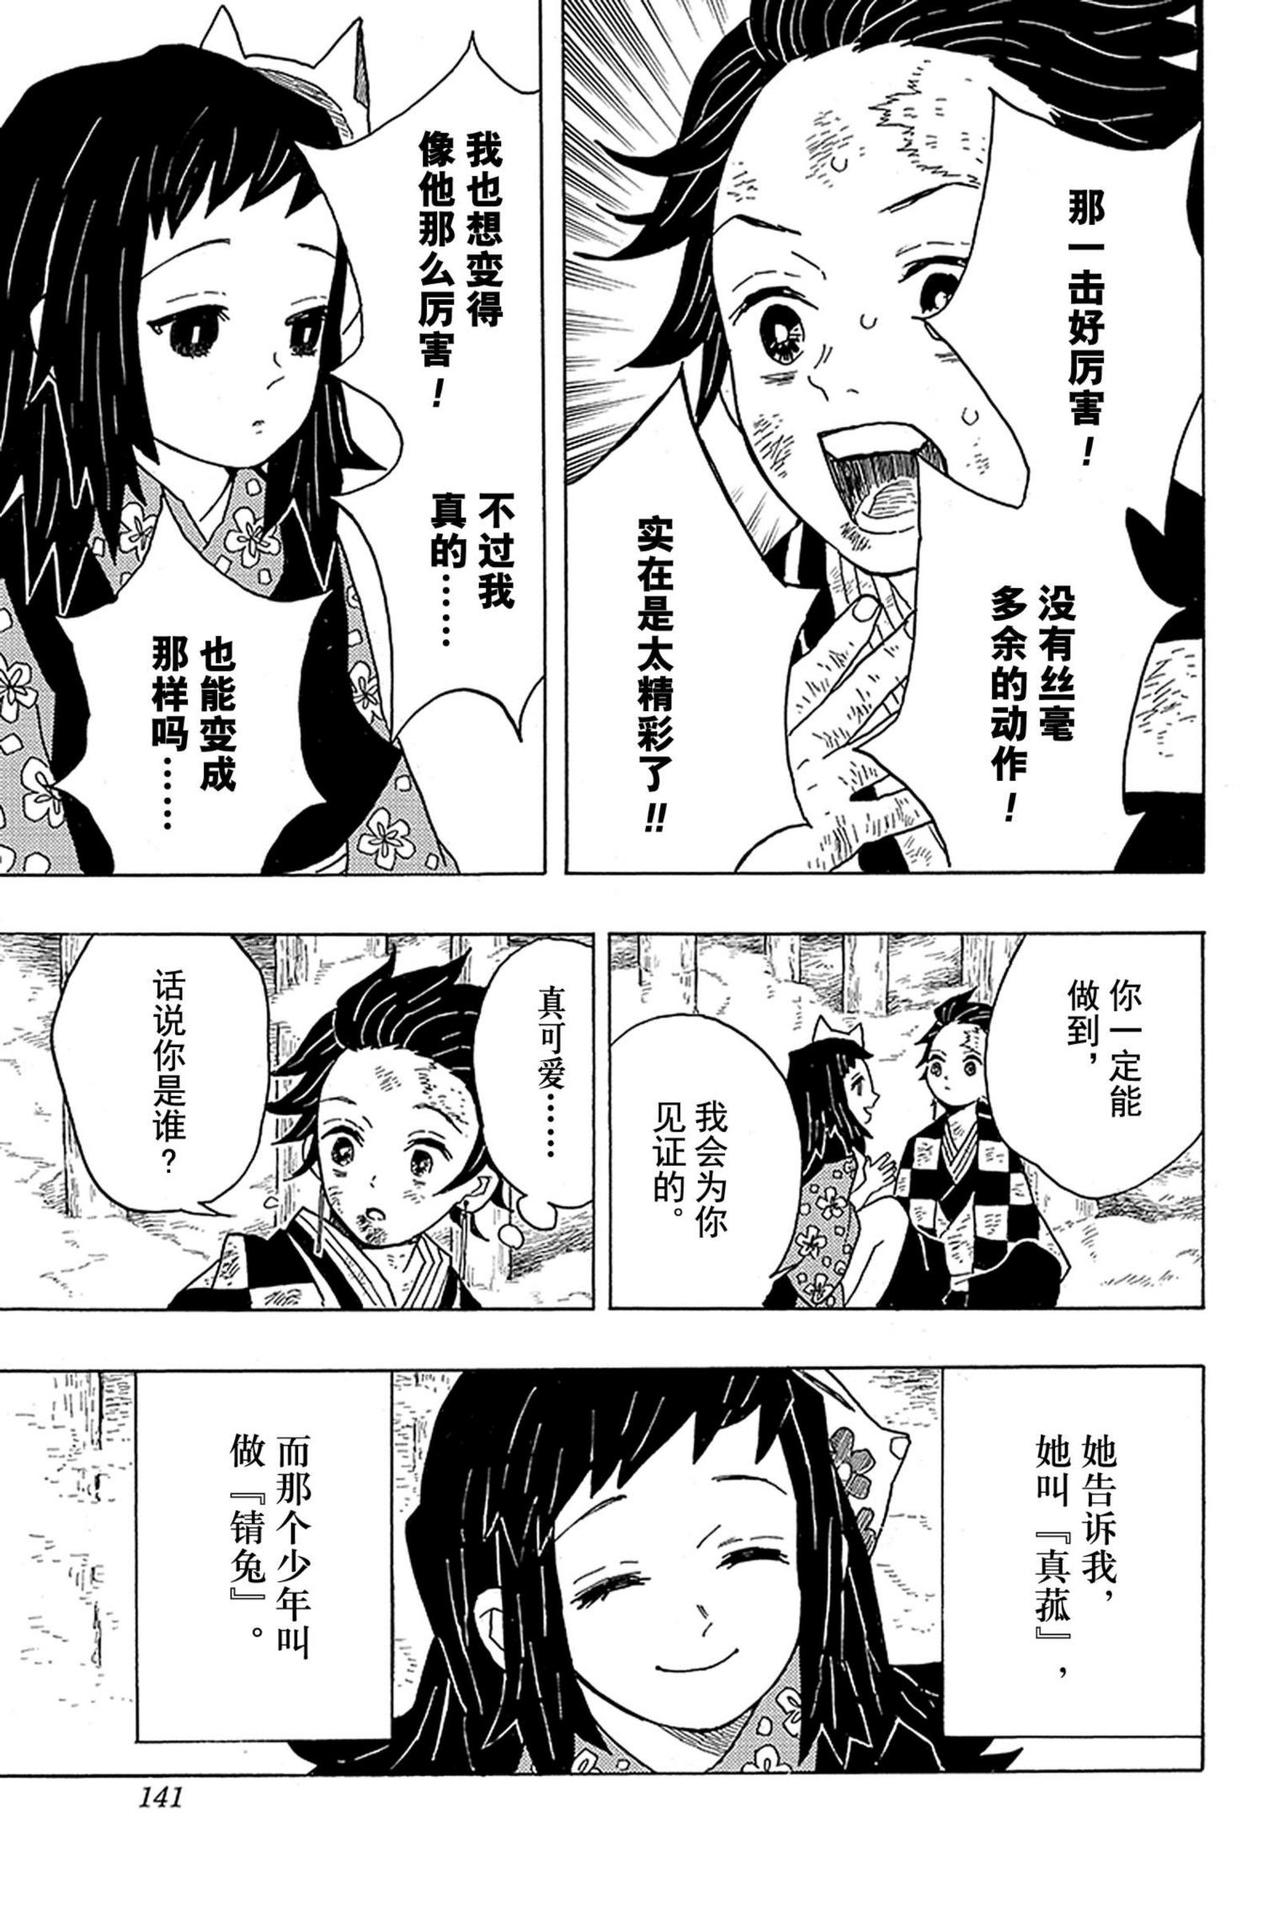 那一击好厉害！
没有丝毫
多余的动作！
实在是太精彩了!!
我也想变得
像他那么厉害！
不过我
真的……
也能变成
那样吗……
你一定能
做到，
我会为你
见证的。
真可爱……
话说你是谁？
她告诉我，
她叫『真菰』，
而那个少年叫
做『锖兔』。
141